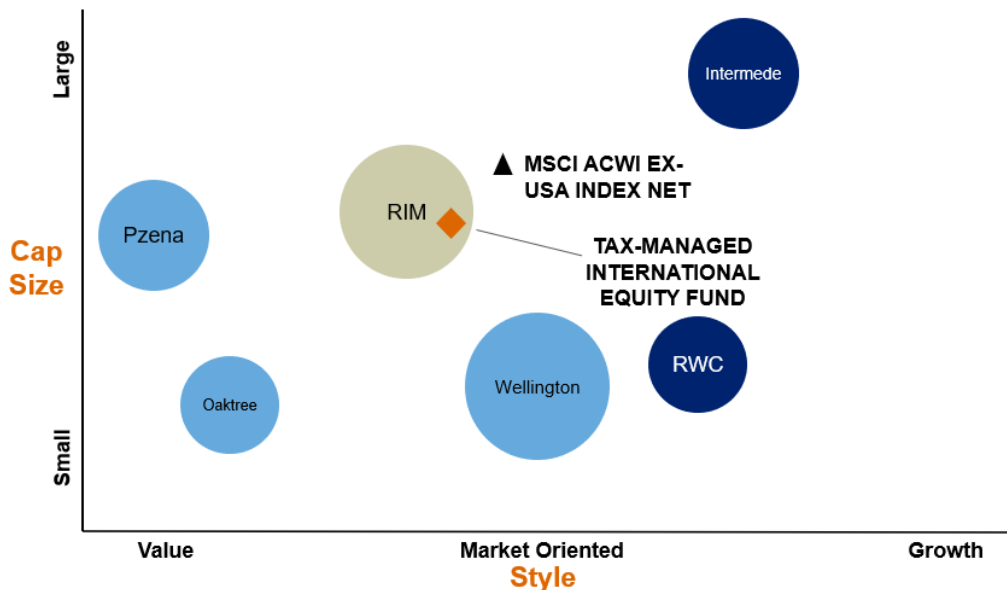 Large
Intermede
MSCI ACWI EX-
USA INDEX NET
RIM
Pzena
Cap
Size
TAX-MANAGED
INTERNATIONAL
EQUITY FUND
RWC
Wellington
Oaktree
Small
Value
Market Oriented
Growth
Style